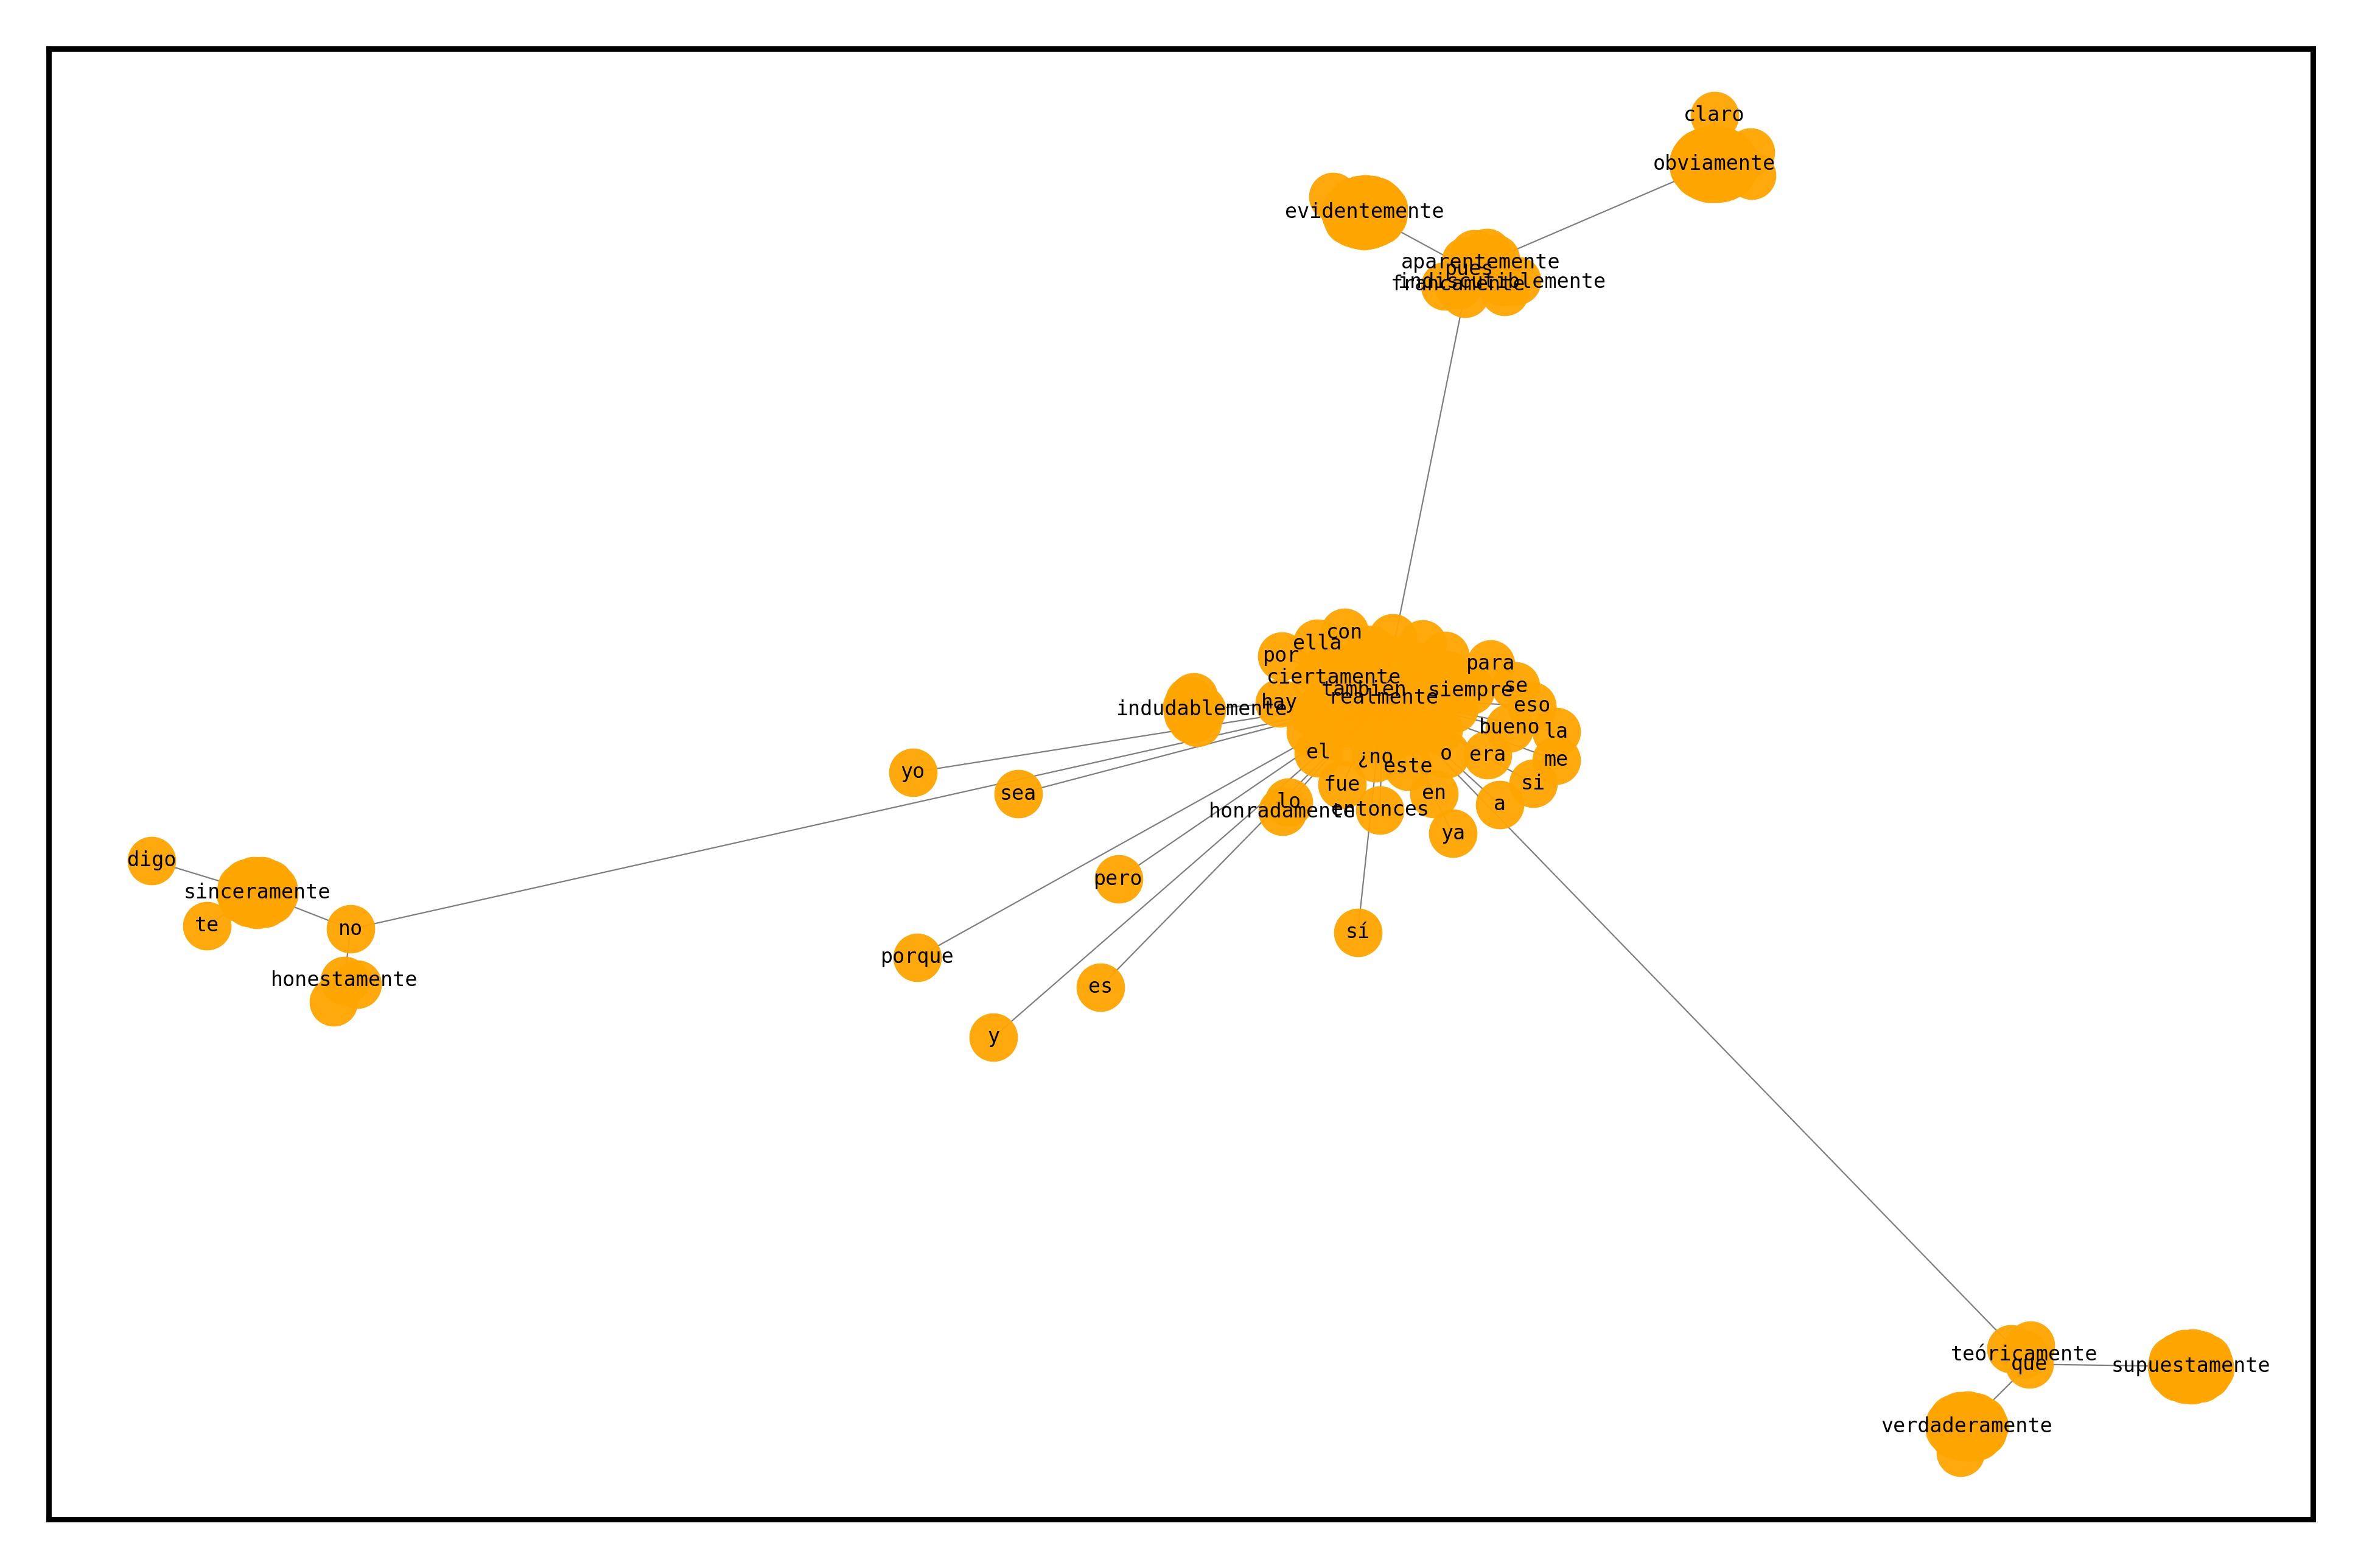 claro
obviamente
evidentemente
aparentemente
pues
indiscutiblemente
francamente
con
ella
por
para
ciertamente
también
siempre
se
realmente
hay
eso
indudablemente
bueno
la
el
¿no
o
era
me
este
yo
fue
si
sea
en
lo
a
honradamente
entonces
ya
digo
pero
sinceramente
te
no
sí
porque
honestamente
es
y
teóricamente
que
supuestamente
verdaderamente